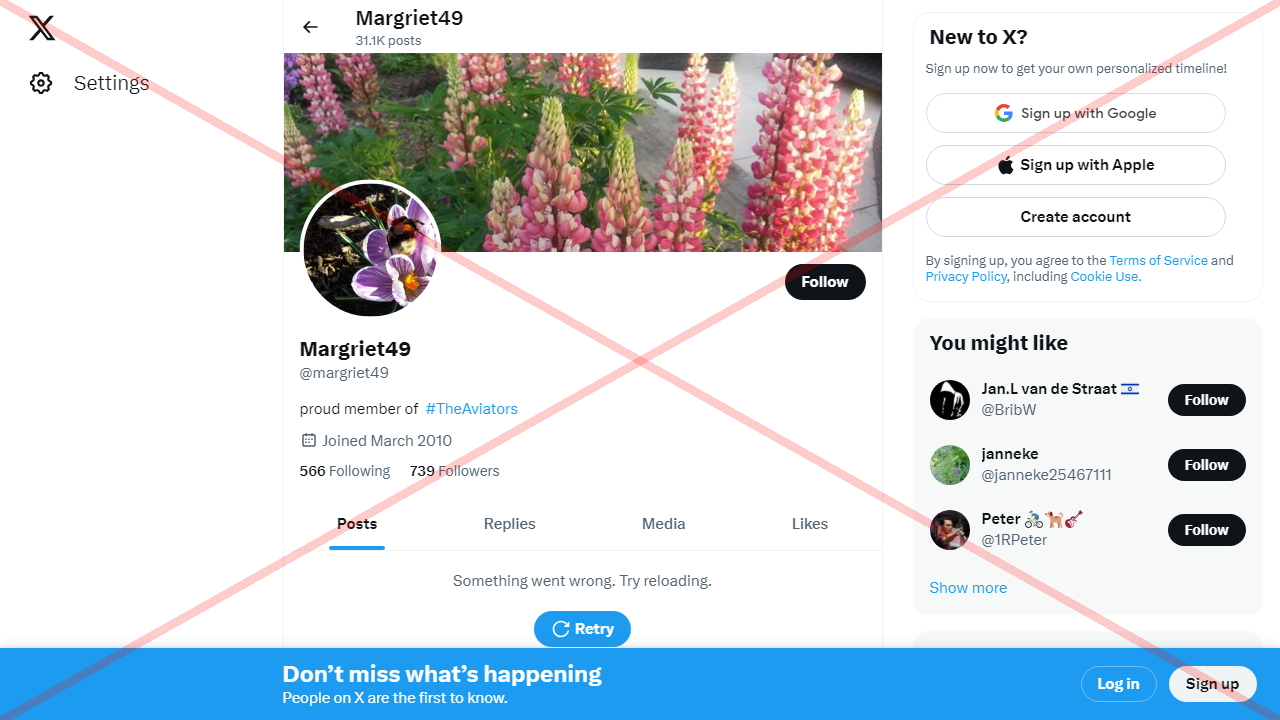 Settings
Margriet49
31.1K posts
Follow
Margriet49
@margriet49
proud member of #TheAviators
Joined March 2010
566 Following 739 Followers
Posts Replies Media Likes
Something went wrong. Try reloading.
Retry
New to X?
Sign up now to get your own personalized timeline!
Sign up with Google
Sign up with Apple
Create account
By signing up, you agree to the Terms of Service and
Privacy Policy, including Cookie Use.
You might like
Jan.L van de Straat 🇮🇱
@BribW
Follow
janneke
@janneke25467111
Follow
Peter 🚴🐕🎸
@1RPeter
Follow
Show more
Don’t miss what’s happening
People on X are the first to know.
Log in
Sign up